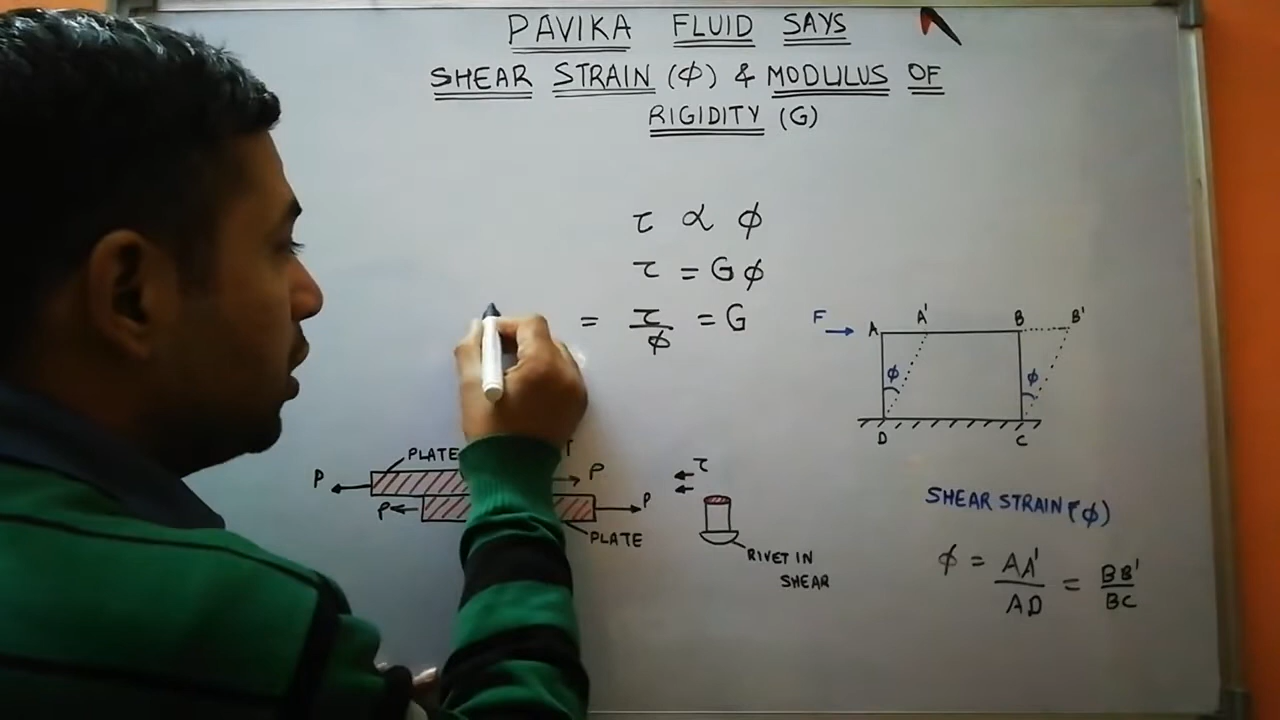 PAVIKA FLUID SAYS
SHEAR STRAIN (ϕ) & MODULUS OF
RIGIDITY (G)
τ α ϕ
τ = G ϕ
= τ/ϕ = G
F
A A' B B'
ϕ ϕ
D C
PLATE
P P
P P
PLATE
τ
RIVET IN
SHEAR
SHEAR STRAIN (ϕ)
ϕ = AA'/AD = BB'/BC